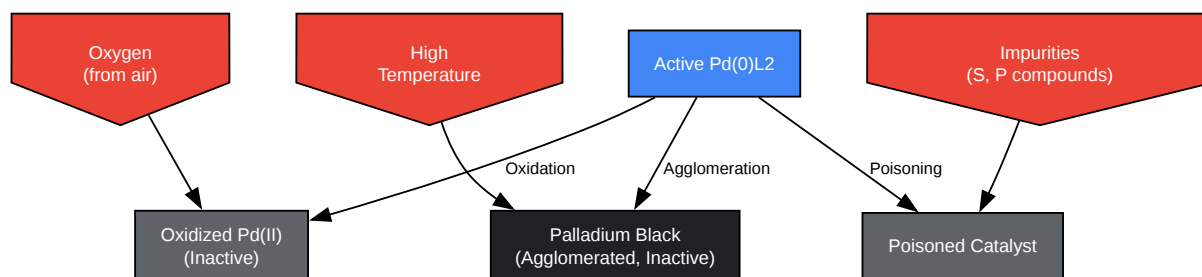 Oxygen
(from air)
High
Temperature
Active Pd(0)L2
Impurities
(S, P compounds)
Oxidation
Agglomeration
Poisoning
Oxidized Pd(II)
(Inactive)
Palladium Black
(Agglomerated, Inactive)
Poisoned Catalyst